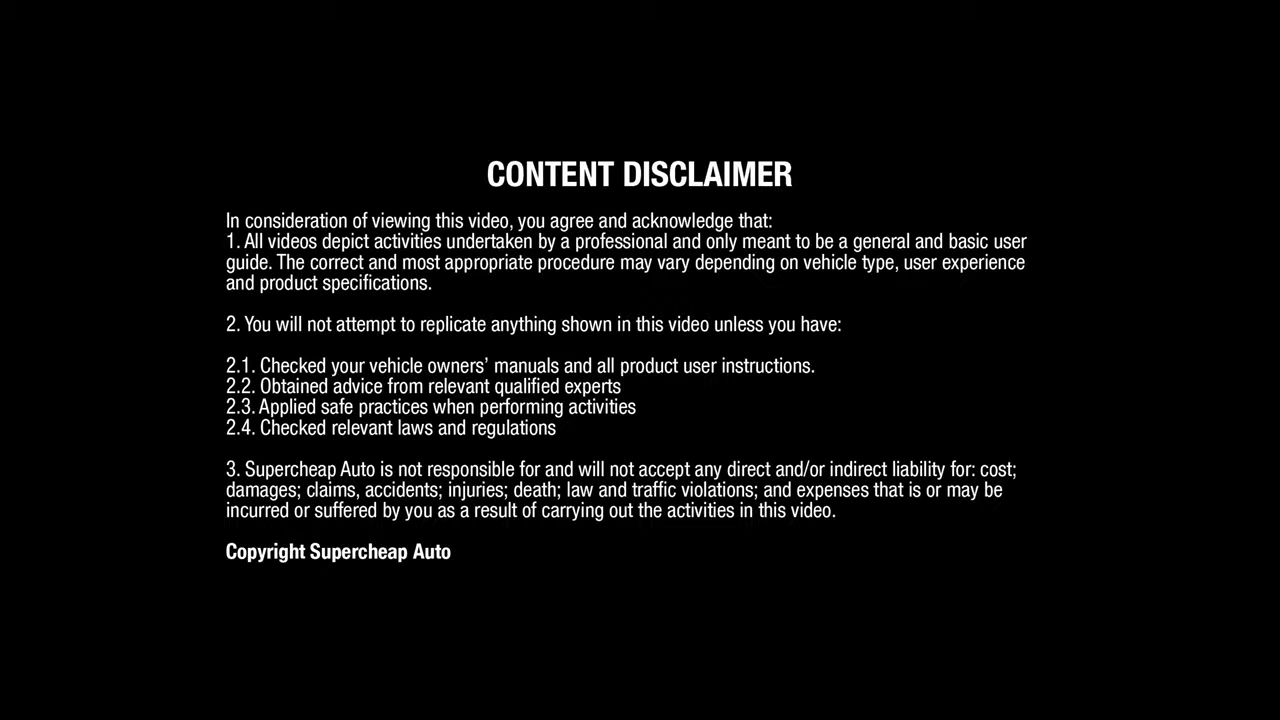 CONTENT DISCLAIMER
In consideration of viewing this video, you agree and acknowledge that:
1. All videos depict activities undertaken by a professional and only meant to be a general and basic user
guide. The correct and most appropriate procedure may vary depending on vehicle type, user experience
and product specifications.
2. You will not attempt to replicate anything shown in this video unless you have:
2.1. Checked your vehicle owners’ manuals and all product user instructions.
2.2. Obtained advice from relevant qualified experts
2.3. Applied safe practices when performing activities
2.4. Checked relevant laws and regulations
3. Supercheap Auto is not responsible for and will not accept any direct and/or indirect liability for: cost;
damages; claims, accidents; injuries; death; law and traffic violations; and expenses that is or may be
incurred or suffered by you as a result of carrying out the activities in this video.
Copyright Supercheap Auto